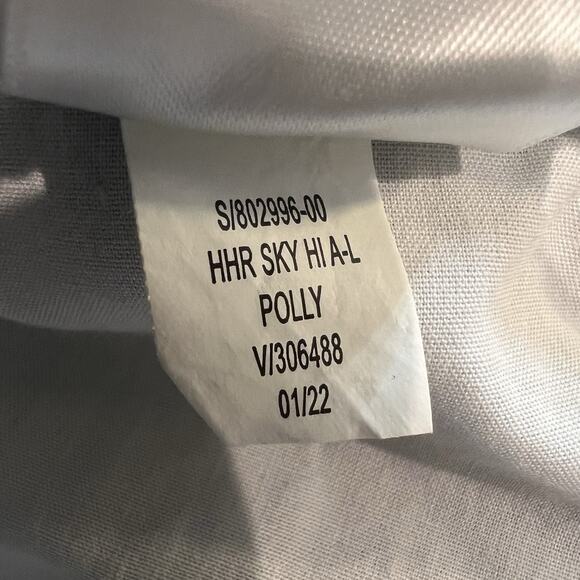 S/802996-00
HHR SKY HI A-L
POLLY
V/306488
01/22